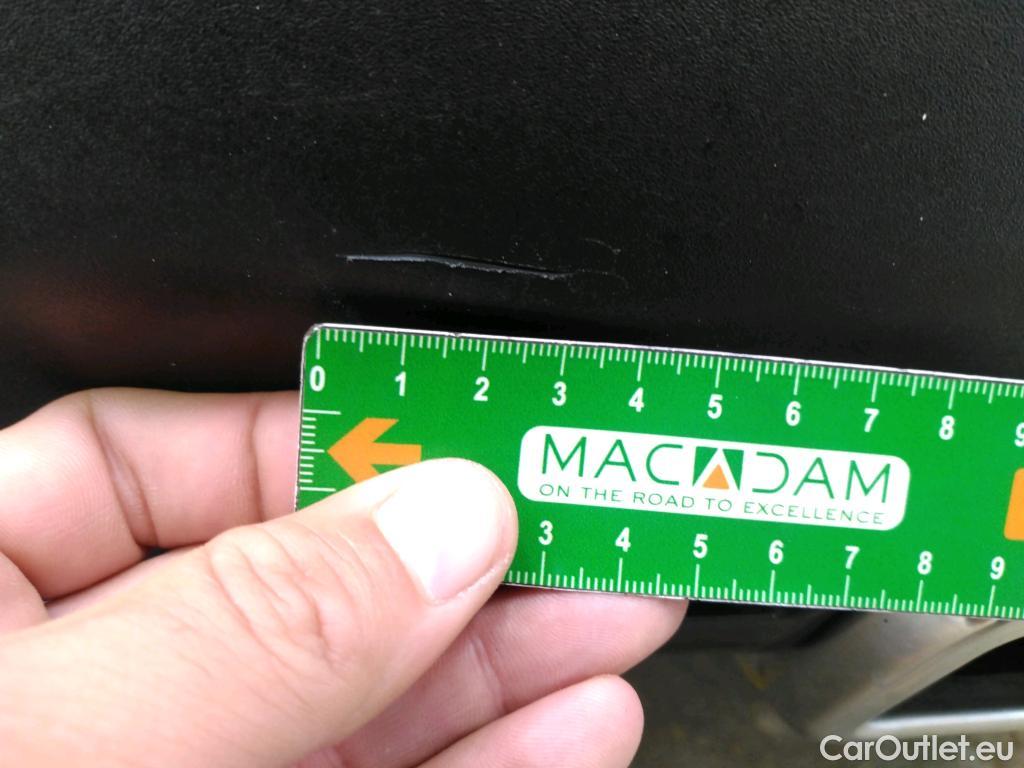 0 1 2 3 4 5 6 7 8 9
MACADAM
ON THE ROAD TO EXCELLENCE
3 4 5 6 7 8 9
CarOutlet.eu